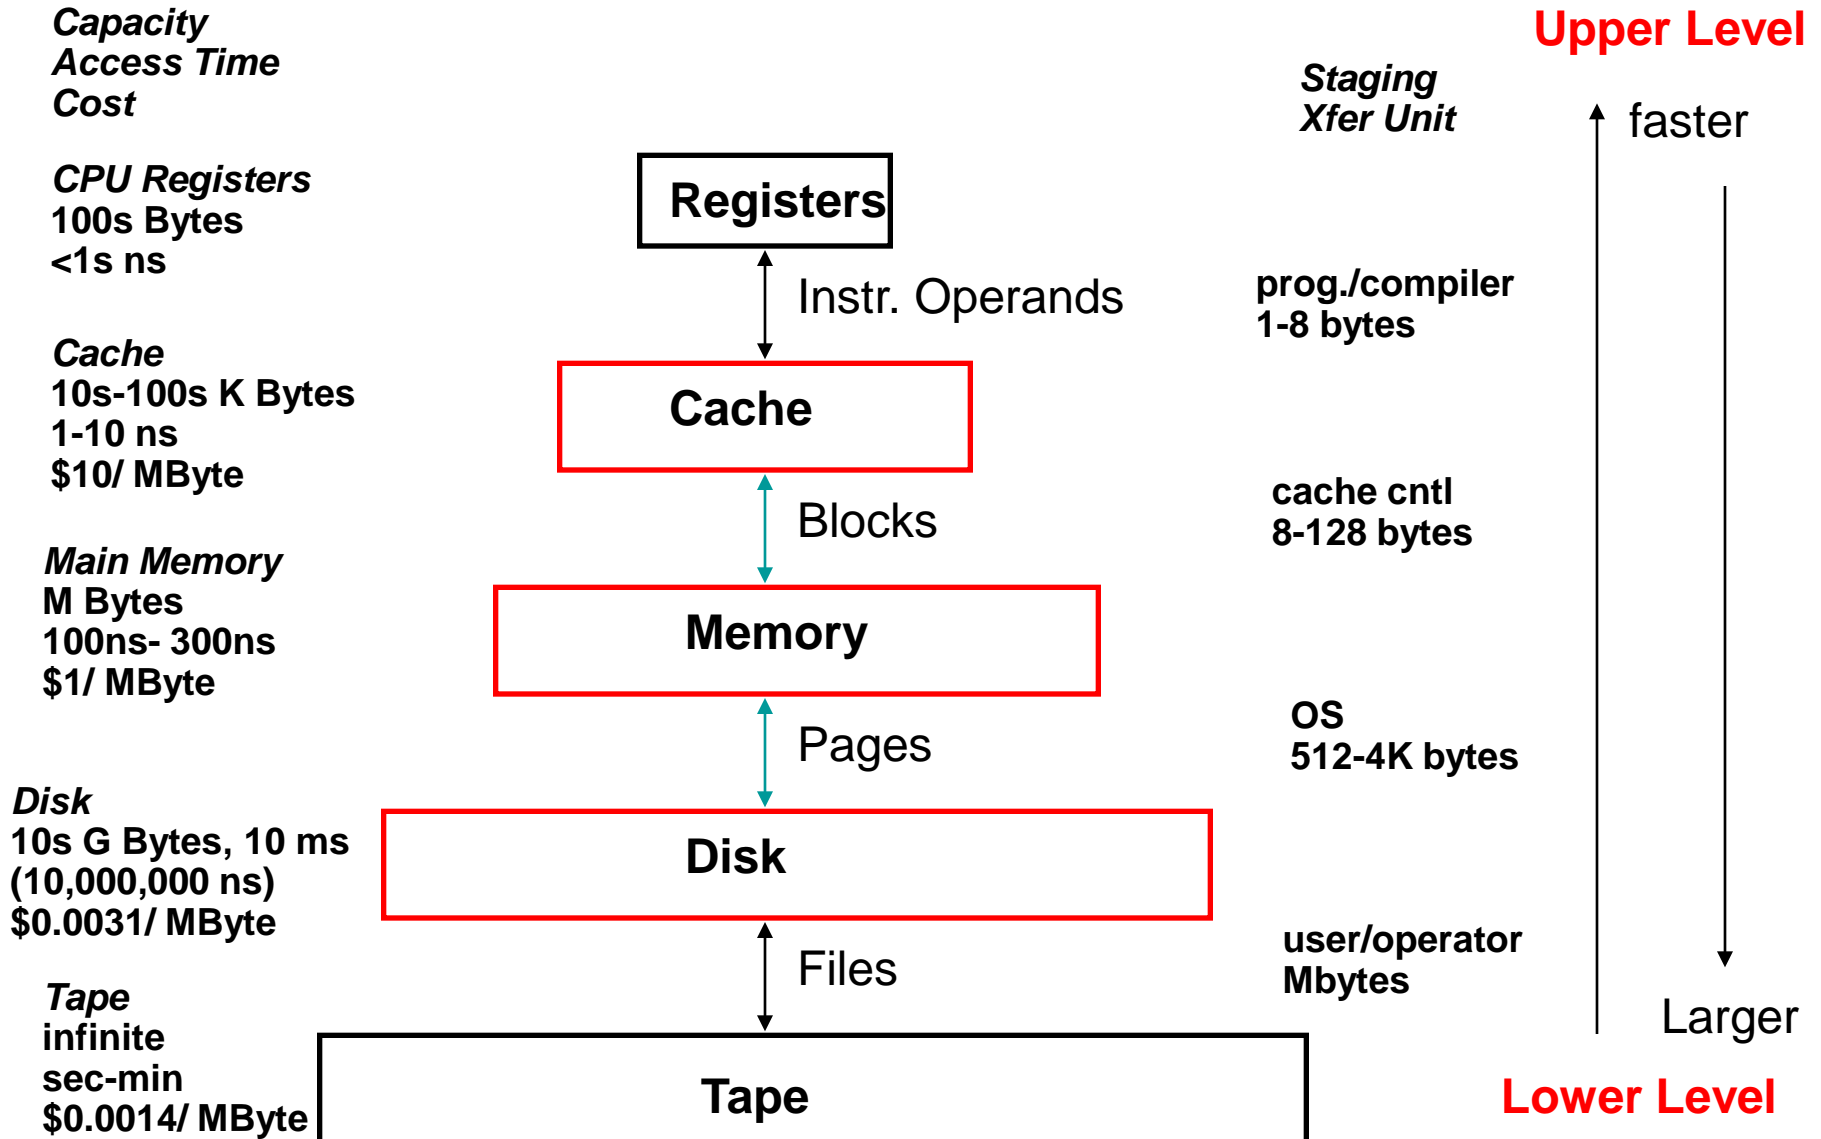 Capacity
Access Time
Cost
Upper Level
Staging
Xfer Unit
faster
CPU Registers
100s Bytes
<1s ns
Registers
Instr. Operands
prog./compiler
1-8 bytes
Cache
10s-100s K Bytes
1-10 ns
$10/ MByte
Cache
Blocks
cache cntl
8-128 bytes
Main Memory
M Bytes
100ns- 300ns
$1/ MByte
Memory
Pages
OS
512-4K bytes
Disk
10s G Bytes, 10 ms
(10,000,000 ns)
$0.0031/ MByte
Disk
Files
user/operator
Mbytes
Tape
infinite
sec-min
$0.0014/ MByte
Tape
Larger
Lower Level